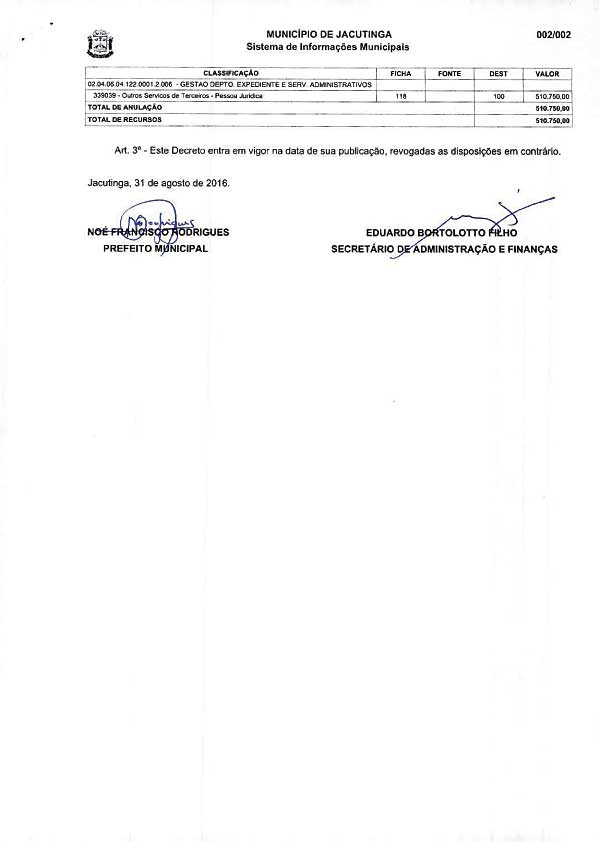 MUNICÍPIO DE JACUTINGA 002/002
Sistema de Informações Municipais
CLASSIFICAÇÃO FICHA FONTE DEST VALOR
02.04.06.04.122.0001.2.006 - GESTAO DEPTO. EXPEDIENTE E SERV. ADMINISTRATIVOS
339039 - Outros Servicos de Terceiros - Pessoa Juridica 118 100 510.750,00
TOTAL DE ANULAÇÃO 510.750,00
TOTAL DE RECURSOS 510.750,00
Art. 3º - Este Decreto entra em vigor na data de sua publicação, revogadas as disposições em contrário.
Jacutinga, 31 de agosto de 2016.
NOÉ FRANCISCO RODRIGUES EDUARDO BORTOLOTTO FILHO
PREFEITO MUNICIPAL SECRETÁRIO DE ADMINISTRAÇÃO E FINANÇAS